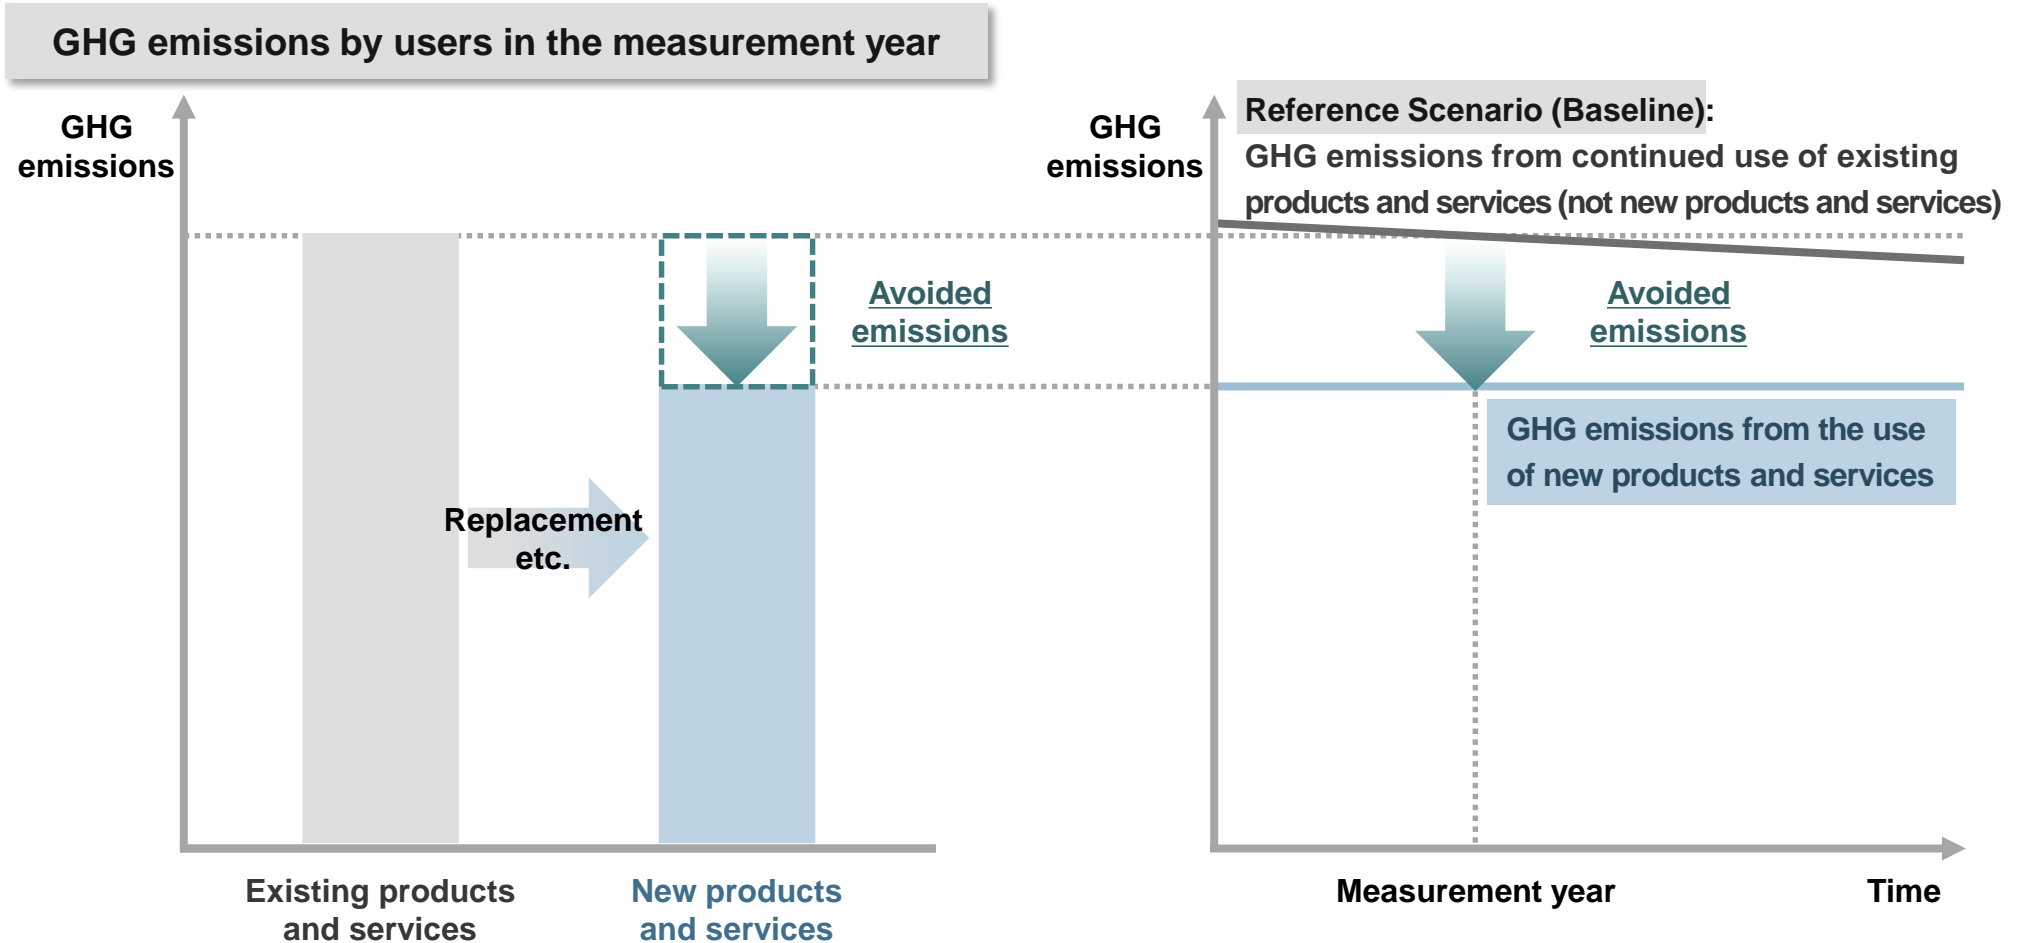 GHG emissions by users in the measurement year
GHG
emissions
Avoided
emissions
Replacement
etc.
Existing products
and services
New products
and services
GHG
emissions
Reference Scenario (Baseline):
GHG emissions from continued use of existing
products and services (not new products and services)
Avoided
emissions
GHG emissions from the use
of new products and services
Measurement year
Time